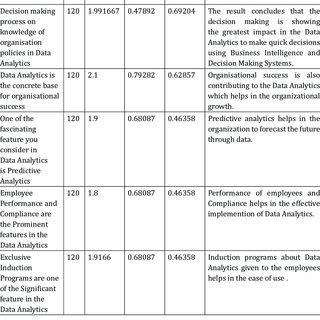 Decision making 120 1.991667 0.47892 0.69204 The result concludes that the
process on decision making is showing
knowledge of the greatest impact in the Data
organisation Analytics to make quick decisions
policies in Data using Business Intelligence and
Analytics Decision Making Systems.
Data Analytics is 120 2.1 0.79282 0.62857 Organisational success is also
the concrete base contributing to the Data Analytics
for organisational which helps in the organizational
success growth.
One of the 120 1.9 0.68087 0.46358 Predictive analytics helps in the
fascinating organization to forecast the future
feature you through data.
consider in
Data Analytics
is Predictive
Analytics
Employee 120 1.8 0.68087 0.46358 Performance of employees and
Performance and Compliance helps in the effective
Compliance are implemention of Data Analytics.
the Prominent
features in the
Data Analytics
Exclusive 120 1.9166 0.68087 0.46358 Induction programs about Data
Induction Analytics given to the employees
Programs are one helps in the ease of use .
of the Significant
feature in the
Data Analytics